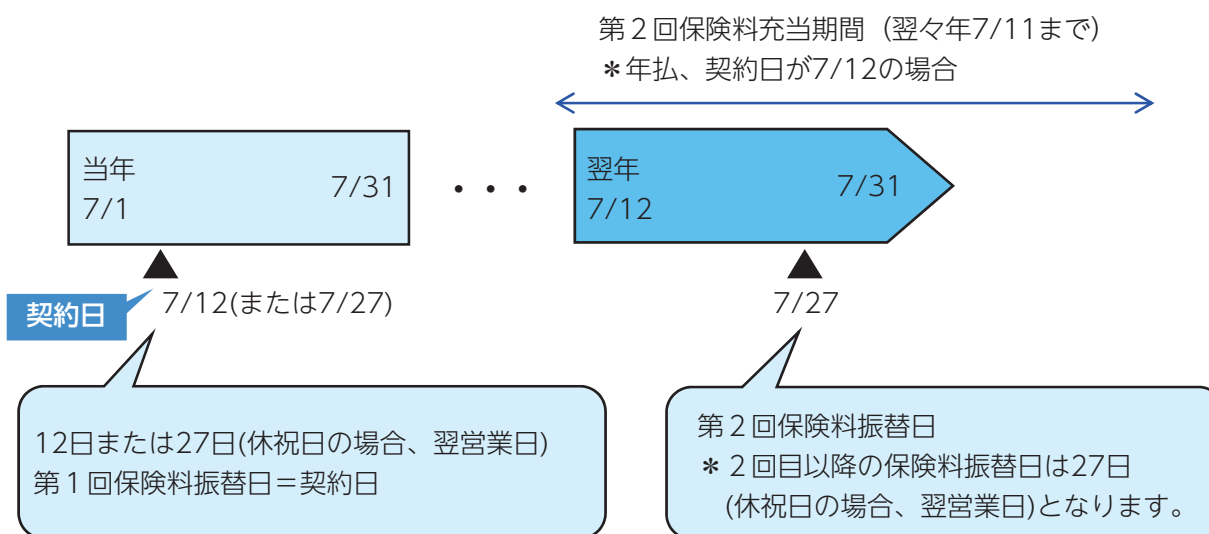 第２回保険料充当期間（翌々年7/11まで）
＊年払、契約日が7/12の場合
当年
7/1
7/31
・・・
翌年
7/12
7/31
契約日
7/12(または7/27)
7/27
12日または27日(休祝日の場合、翌営業日)
第１回保険料振替日＝契約日
第２回保険料振替日
＊２回目以降の保険料振替日は27日
(休祝日の場合、翌営業日)となります。